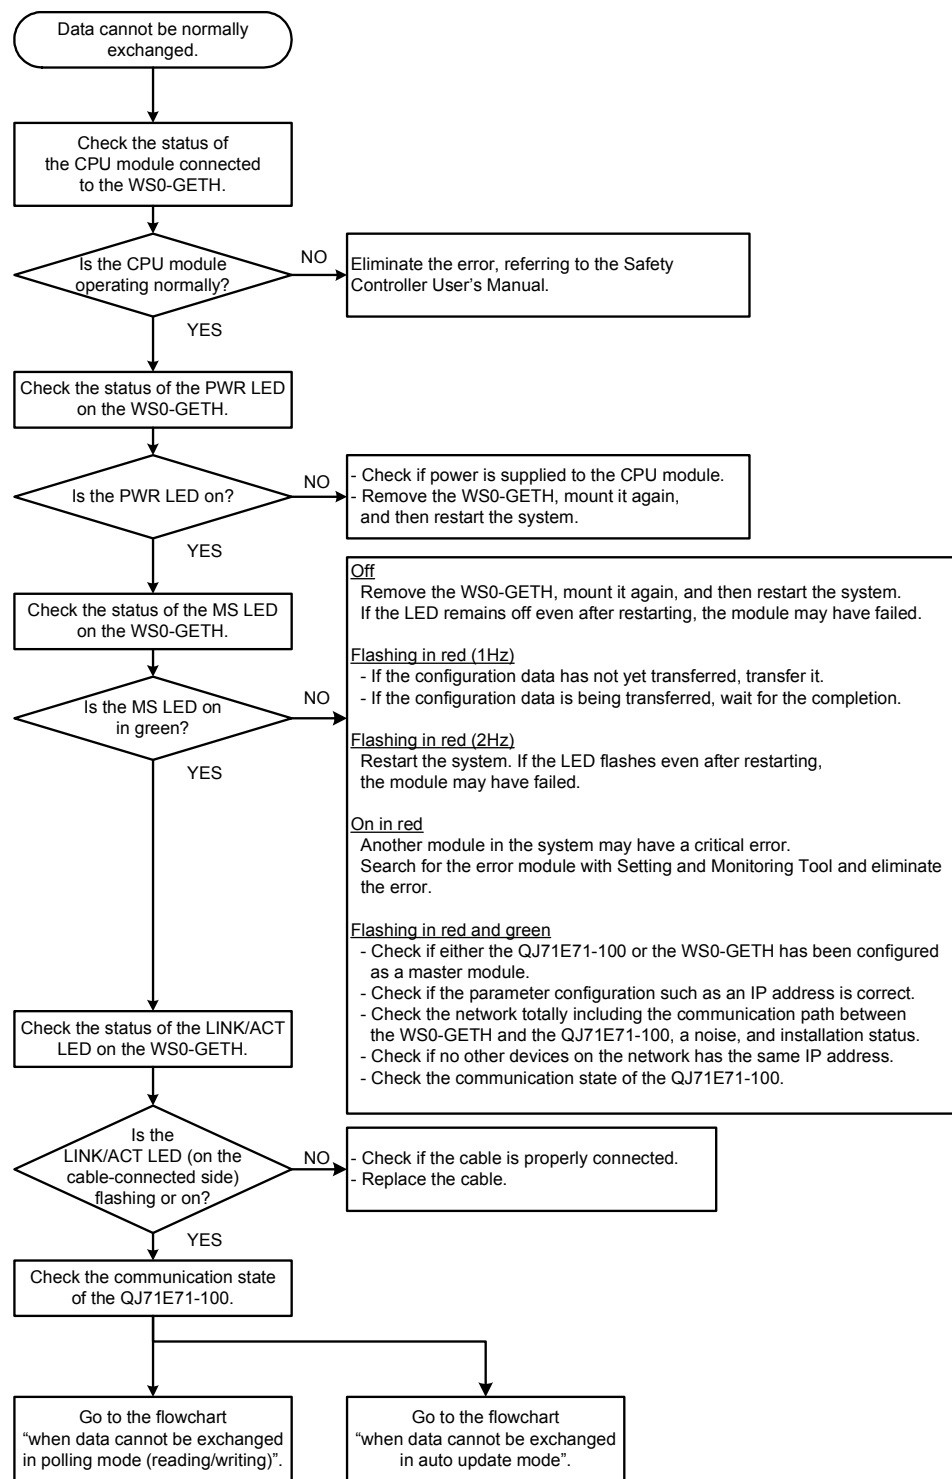 Data cannot be normally
exchanged.
Check the status of
the CPU module connected
to the WS0-GETH.
Is the CPU module
operating normally?
NO
Eliminate the error, referring to the Safety
Controller User's Manual.
YES
Check the status of the PWR LED
on the WS0-GETH.
Is the PWR LED on?
NO
- Check if power is supplied to the CPU module.
- Remove the WS0-GETH, mount it again,
and then restart the system.
YES
Check the status of the MS LED
on the WS0-GETH.
Is the MS LED on
in green?
NO
Off
Remove the WS0-GETH, mount it again, and then restart the system.
If the LED remains off even after restarting, the module may have failed.
Flashing in red (1Hz)
- If the configuration data has not yet transferred, transfer it.
- If the configuration data is being transferred, wait for the completion.
Flashing in red (2Hz)
Restart the system. If the LED flashes even after restarting,
the module may have failed.
On in red
Another module in the system may have a critical error.
Search for the error module with Setting and Monitoring Tool and eliminate
the error.
Flashing in red and green
- Check if either the QJ71E71-100 or the WS0-GETH has been configured
as a master module.
- Check if the parameter configuration such as an IP address is correct.
- Check the network totally including the communication path between
the WS0-GETH and the QJ71E71-100, a noise, and installation status.
- Check if no other devices on the network has the same IP address.
- Check the communication state of the QJ71E71-100.
YES
Check the status of the LINK/ACT
LED on the WS0-GETH.
Is the
LINK/ACT LED (on the
cable-connected side)
flashing or on?
NO
- Check if the cable is properly connected.
- Replace the cable.
YES
Check the communication state
of the QJ71E71-100.
Go to the flowchart
“when data cannot be exchanged
in polling mode (reading/writing)”.
Go to the flowchart
“when data cannot be exchanged
in auto update mode”.